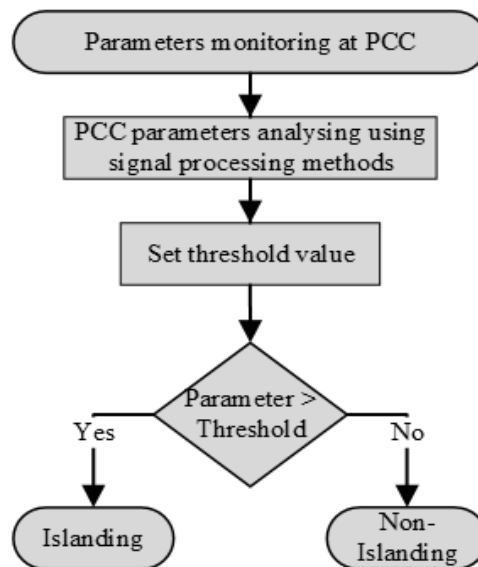 Parameters monitoring at PCC
PCC parameters analysing using
signal processing methods
Set threshold value
Parameter >
Threshold
Yes
No
Islanding
Non-
Islanding